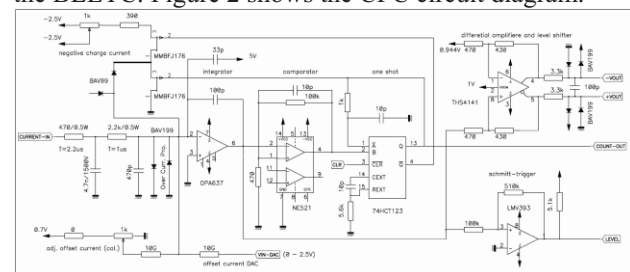 the BLETC. Figure 2 shows the CFC circuit diagram.
-2.5V
1k
390
-2.5V
negative charge current
MMBFJ176
BAV99
MMBFJ176
33p
5V
integrator
100p
comparator
10p
100k
one shot
1k
10p
differential amplifiers and level shifter
0.944V
470
430
1V
THS4141
470
430
3.3k
3.3k
BAV199
100p
BAV199
-VOUT
+VOUT
COUNT-OUT
CURRENT-IN
470/0.5W
T=2.2us
4.7n/1500V
2.2k/0.5W
T=1us
470p
BAV199
Over Curr. Pro.
OPA637
470
NE521
CLR
CEXT
REXT
10p
5.6k
74HCT123
schmitt-trigger
510k
LMV393
100k
5.1k
LEVEL
0.7V
0
1k
adj. offset current (cal.)
10G
10G
VIN-DAC
(0 - 2.5V)
offset current DAC